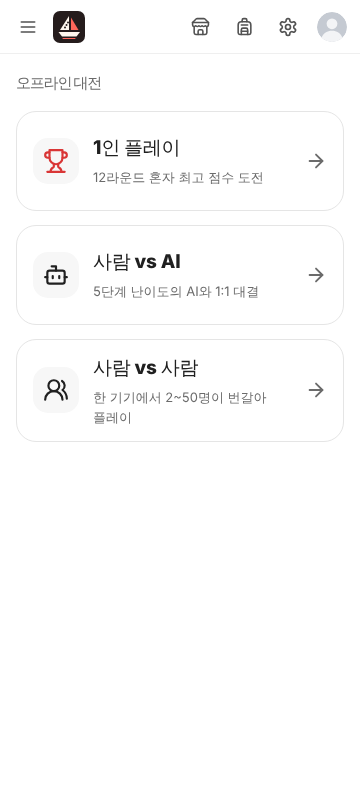 오프라인 대전
1인 플레이
12라운드 혼자 최고 점수 도전
사람 vs AI
5단계 난이도의 AI와 1:1 대결
사람 vs 사람
한 기기에서 2~50명이 번갈아
플레이